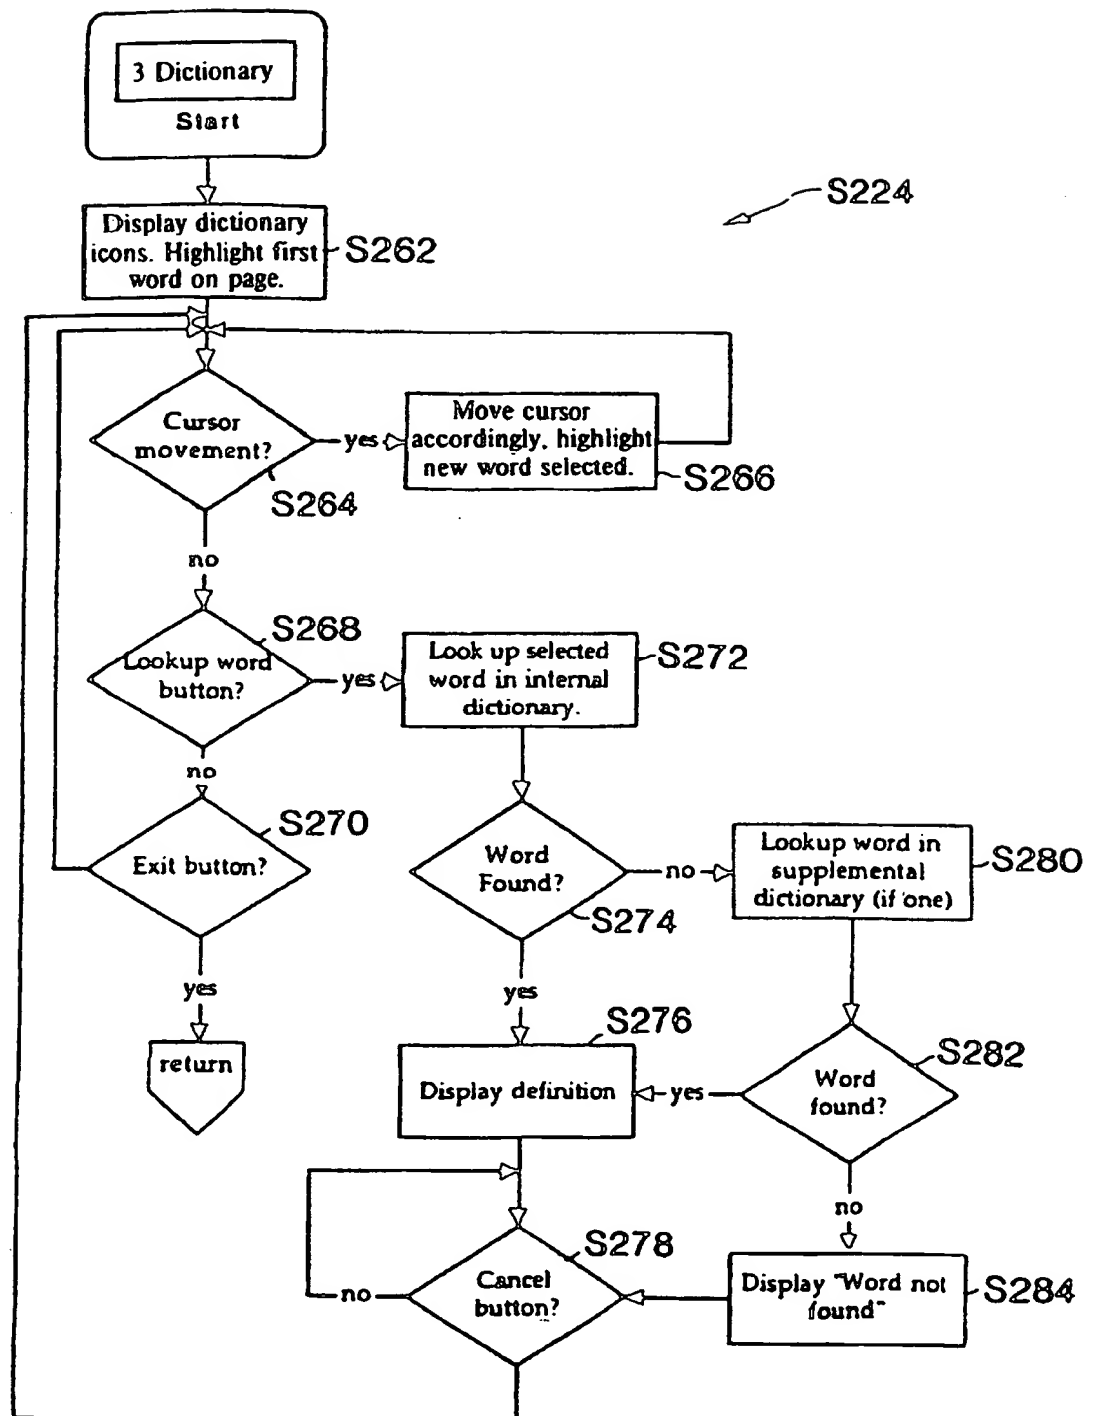 3 Dictionary
Start
S224
Display dictionary
icons. Highlight first
word on page.
S262
Cursor
movement?
S264
yes
Move cursor
accordingly, highlight
new word selected.
S266
no
Lookup word
button?
S268
yes
Look up selected
word in internal
dictionary.
S272
no
Exit button?
S270
yes
return
Word
Found?
S274
no
Lookup word in
supplemental
dictionary (if one)
S280
yes
Display definition
S276
yes
Word
found?
S282
no
Cancel
button?
S278
no
Display "Word not
found"
S284